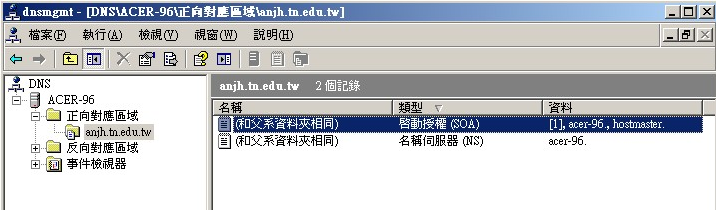 dnsmgmt - [DNS\ACER-96\正向對應區域\anjh.tn.edu.tw]
檔案(F) 執行(A) 檢視(V) 視窗(W) 說明(H)
DNS
ACER-96
正向對應區域
anjh.tn.edu.tw
反向對應區域
事件檢視器
anjh.tn.edu.tw 2 個記錄
名稱 類型 資料
(和父系資料夾相同) 啟動授權 (SOA) [1], acer-96., hostmaster.
(和父系資料夾相同) 名稱伺服器 (NS) acer-96.